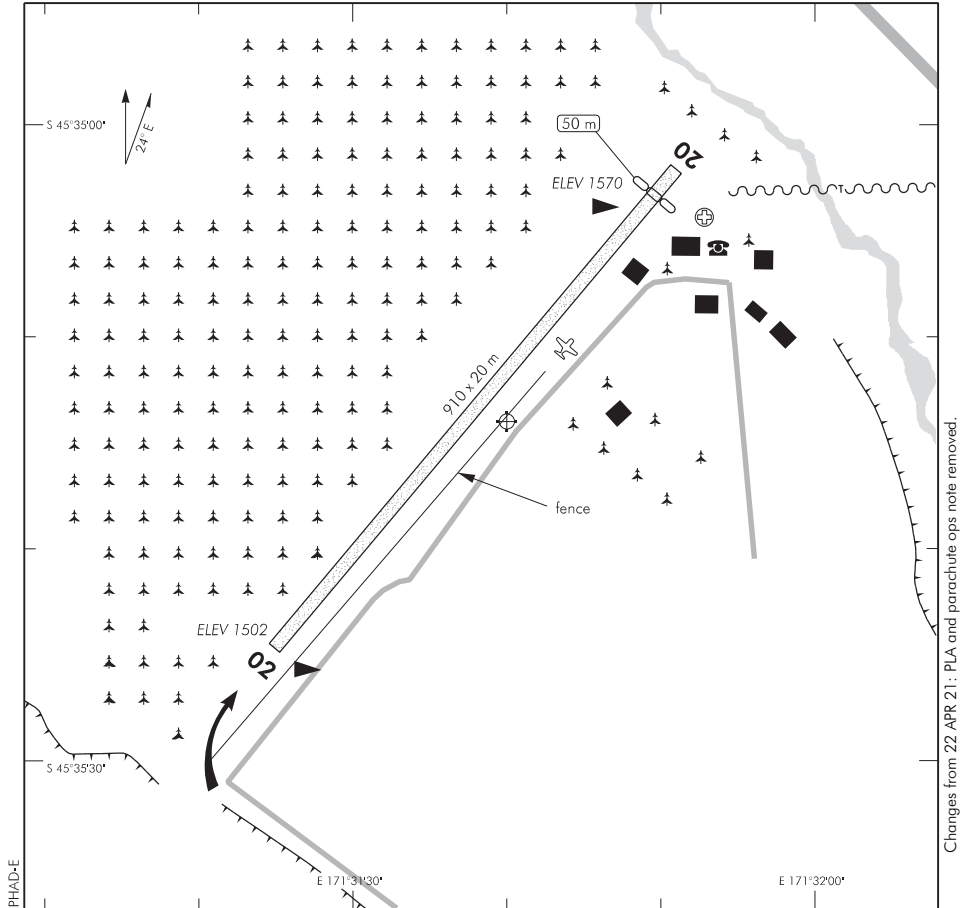 S 45°35'00"
24° E
50 m
20
ELEV 1570
T
910 x 20 m
fence
ELEV 1502
02
S 45°35'30"
E 171°31'30"
E 171°32'00"
PHAD-E
Changes from 22 APR 21: PLA and parachute ops note removed.